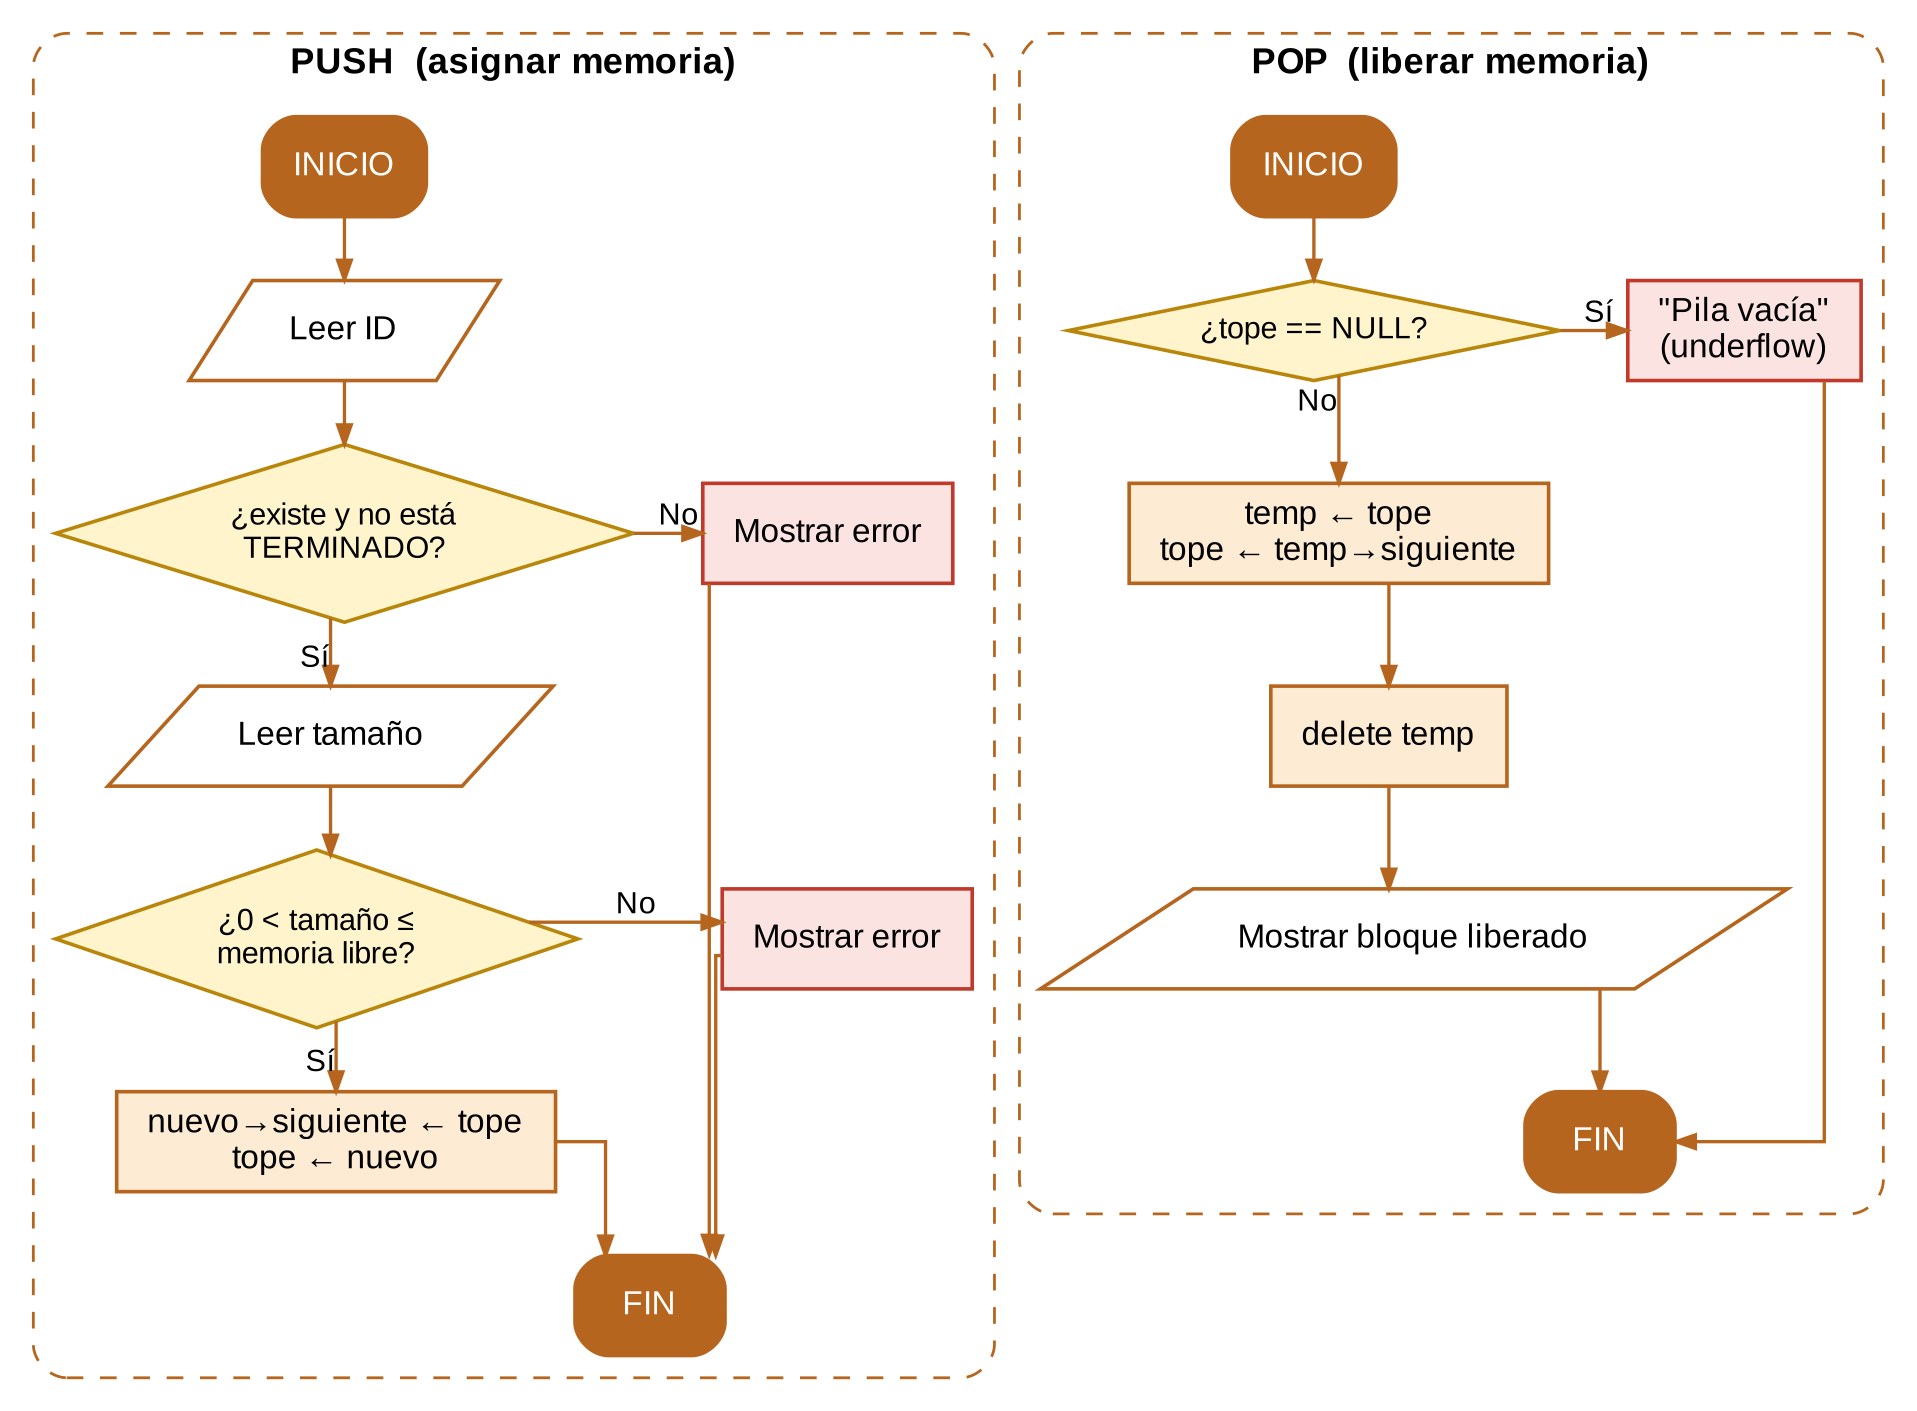 PUSH  (asignar memoria)
INICIO
Leer ID
¿existe y no está
TERMINADO?
No
Mostrar error
Sí
Leer tamaño
¿0 < tamaño ≤
memoria libre?
No
Mostrar error
Sí
nuevo→siguiente ← tope
tope ← nuevo
FIN
POP  (liberar memoria)
INICIO
¿tope == NULL?
Sí
"Pila vacía"
(underflow)
No
temp ← tope
tope ← temp→siguiente
delete temp
Mostrar bloque liberado
FIN